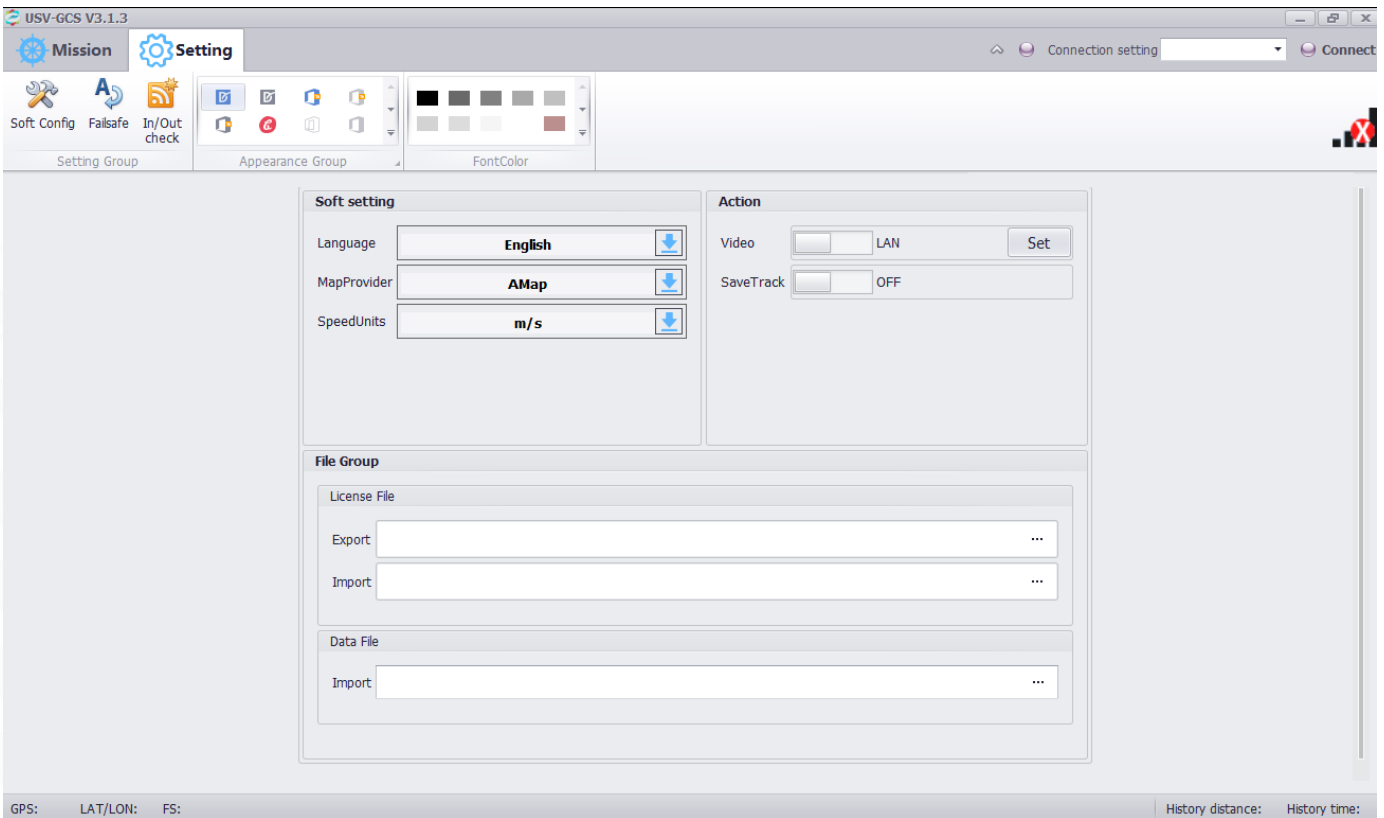 USV-GCS V3.1.3
Mission
Setting
Connection setting
Connect
Soft Config
Failsafe
In/Out
check
Setting Group
Appearance Group
FontColor
Soft setting
Language
English
MapProvider
AMap
SpeedUnits
m/s
Action
Video
LAN
Set
SaveTrack
OFF
File Group
License File
Export
...
Import
...
Data File
Import
...
GPS:
LAT/LON:
FS:
History distance:
History time: